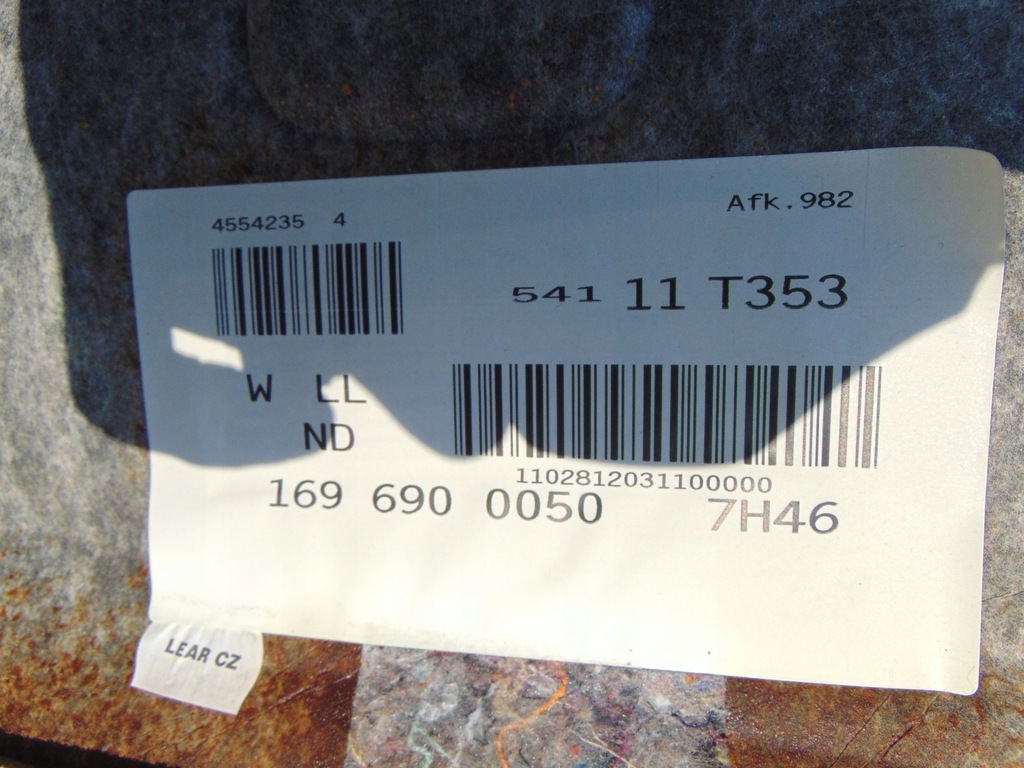 Afk.982
4554235 4
541 11 T353
W LL
ND
1102812031100000
169 690 0050 7H46
LEAR CZ